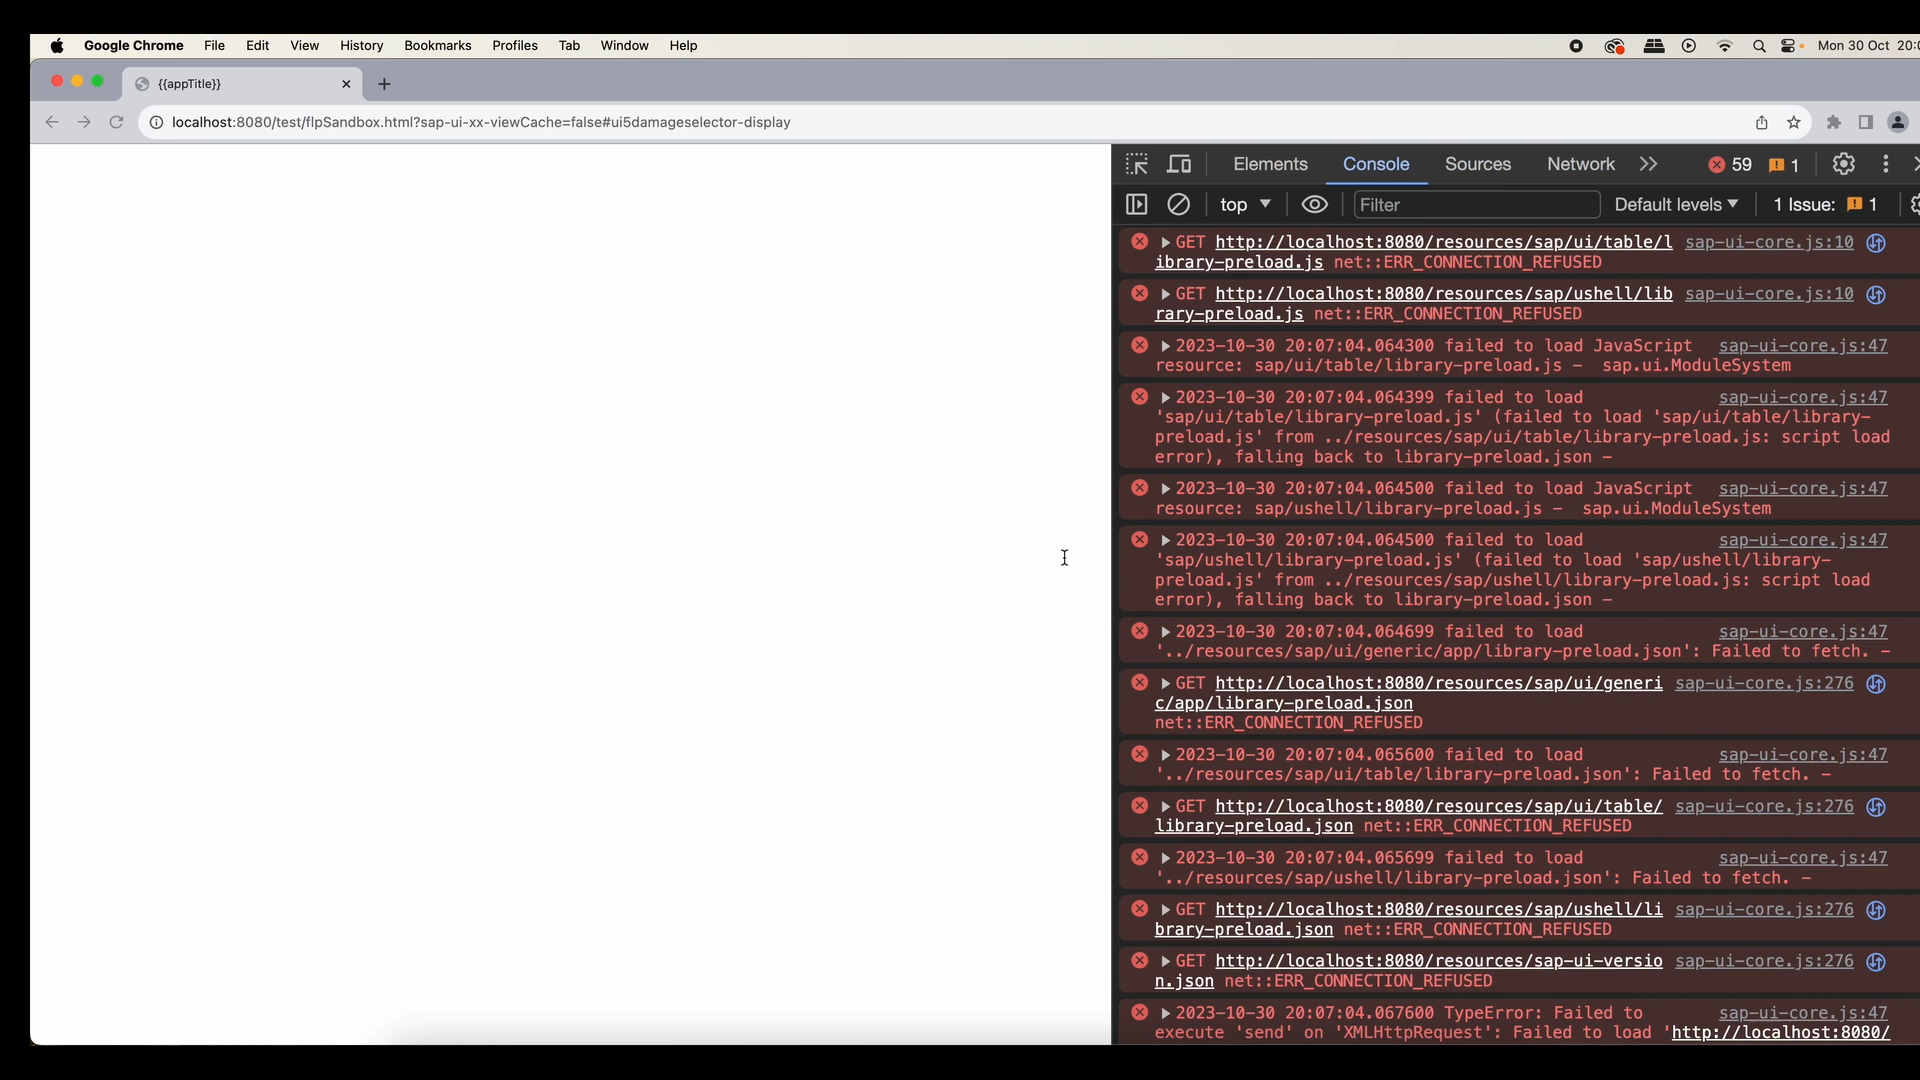 Google Chrome File Edit View History Bookmarks Profiles Tab Window Help Mon 30 Oct
{{appTitle}}
localhost:8080/test/flpSandbox.html?sap-ui-xx-viewCache=false#ui5damageselector-display
Elements Console Sources Network 59 1
top Filter Default levels 1 Issue: 1
GET http://localhost:8080/resources/sap/ui/table/l sap-ui-core.js:10
ibrary-preload.js net::ERR_CONNECTION_REFUSED
GET http://localhost:8080/resources/sap/ushell/lib sap-ui-core.js:10
rary-preload.js net::ERR_CONNECTION_REFUSED
2023-10-30 20:07:04.064300 failed to load JavaScript sap-ui-core.js:47
resource: sap/ui/table/library-preload.js - sap.ui.ModuleSystem
2023-10-30 20:07:04.064399 failed to load sap-ui-core.js:47
'sap/ui/table/library-preload.js' (failed to load 'sap/ui/table/library-
preload.js' from ../resources/sap/ui/table/library-preload.js: script load
error), falling back to library-preload.json -
2023-10-30 20:07:04.064500 failed to load JavaScript sap-ui-core.js:47
resource: sap/ushell/library-preload.js - sap.ui.ModuleSystem
2023-10-30 20:07:04.064500 failed to load sap-ui-core.js:47
'sap/ushell/library-preload.js' (failed to load 'sap/ushell/library-
preload.js' from ../resources/sap/ushell/library-preload.js: script load
error), falling back to library-preload.json -
2023-10-30 20:07:04.064699 failed to load sap-ui-core.js:47
'../resources/sap/ui/generic/app/library-preload.json': Failed to fetch. -
GET http://localhost:8080/resources/sap/ui/generi sap-ui-core.js:276
c/app/library-preload.json
net::ERR_CONNECTION_REFUSED
2023-10-30 20:07:04.065600 failed to load sap-ui-core.js:47
'../resources/sap/ui/table/library-preload.json': Failed to fetch. -
GET http://localhost:8080/resources/sap/ui/table/ sap-ui-core.js:276
library-preload.json net::ERR_CONNECTION_REFUSED
2023-10-30 20:07:04.065699 failed to load sap-ui-core.js:47
'../resources/sap/ushell/library-preload.json': Failed to fetch. -
GET http://localhost:8080/resources/sap/ushell/li sap-ui-core.js:276
brary-preload.json net::ERR_CONNECTION_REFUSED
GET http://localhost:8080/resources/sap-ui-versio sap-ui-core.js:276
n.json net::ERR_CONNECTION_REFUSED
2023-10-30 20:07:04.067600 TypeError: Failed to sap-ui-core.js:47
execute 'send' on 'XMLHttpRequest': Failed to load 'http://localhost:8080/